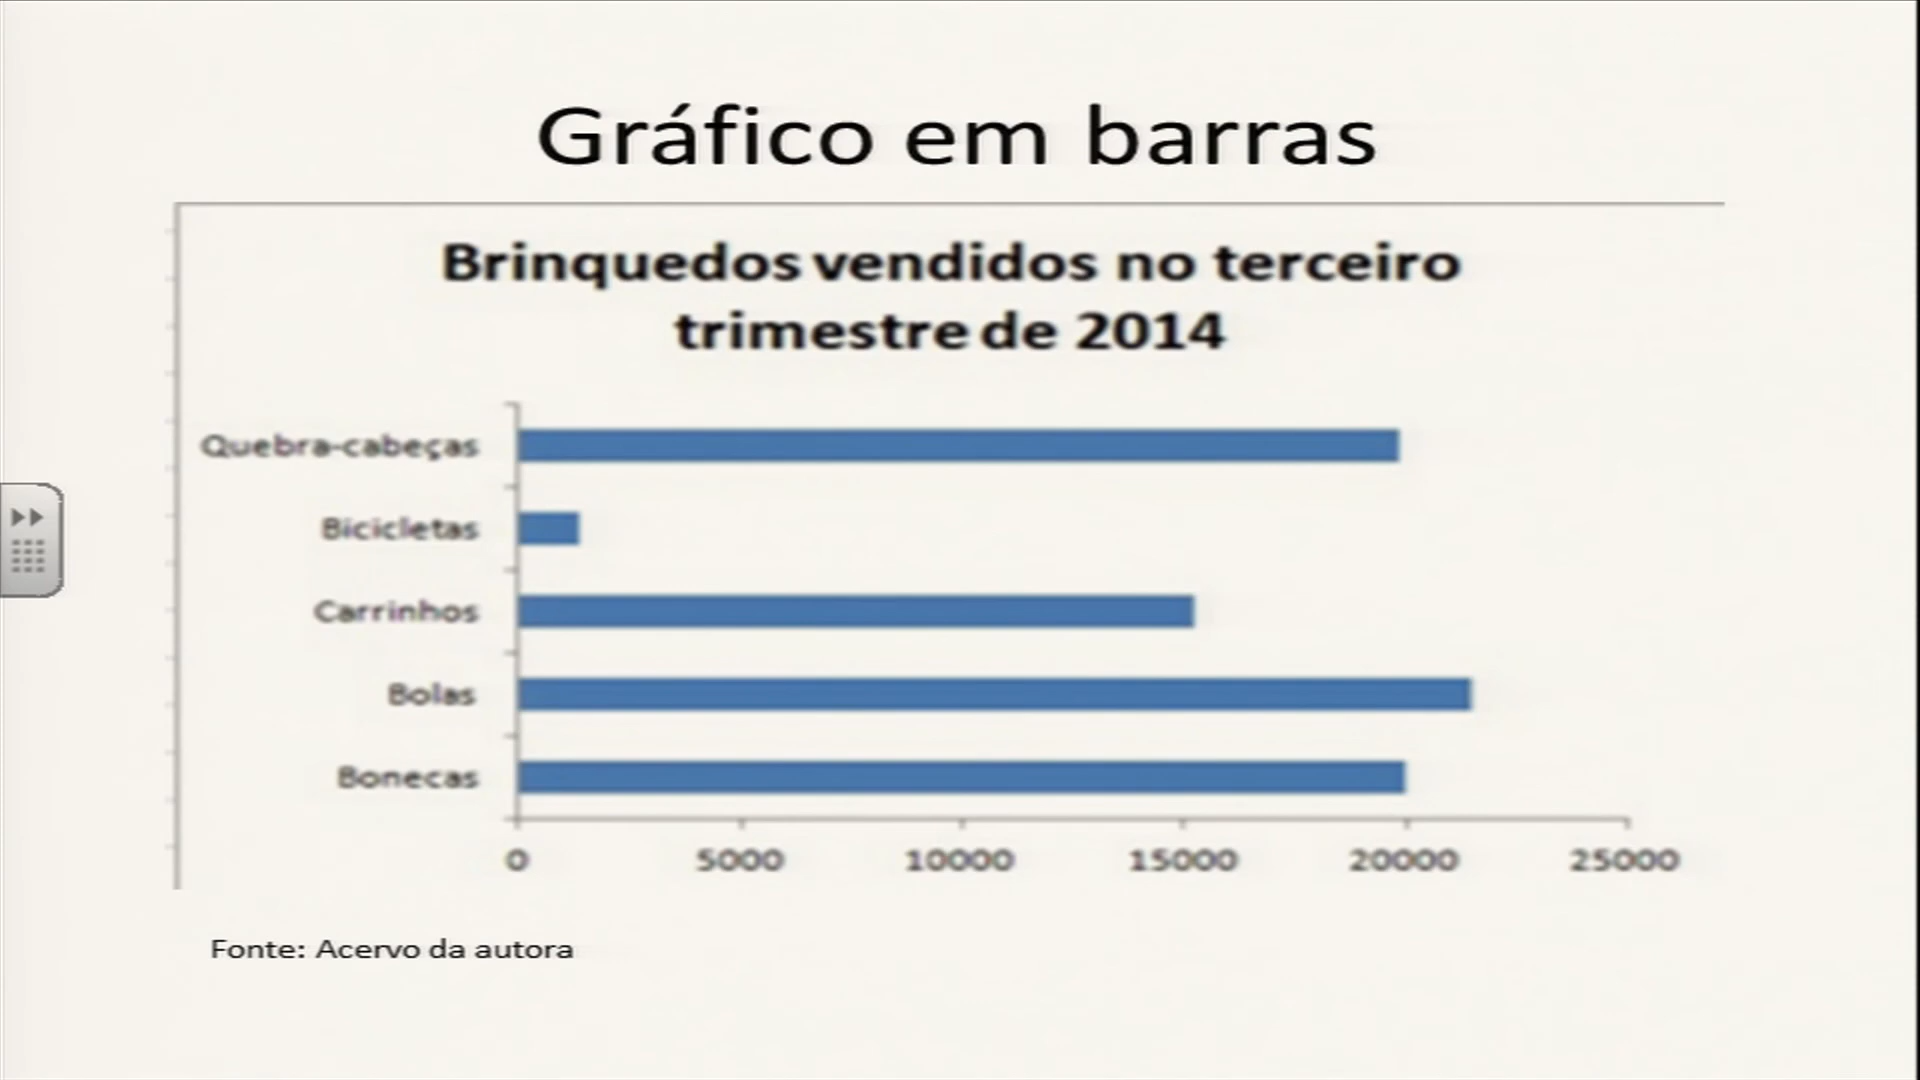 Gráfico em barras
Brinquedos vendidos no terceiro
trimestre de 2014
Quebra-cabeças
Bicicletas
Carrinhos
Bolas
Bonecas
0 5000 10000 15000 20000 25000
Fonte: Acervo da autora